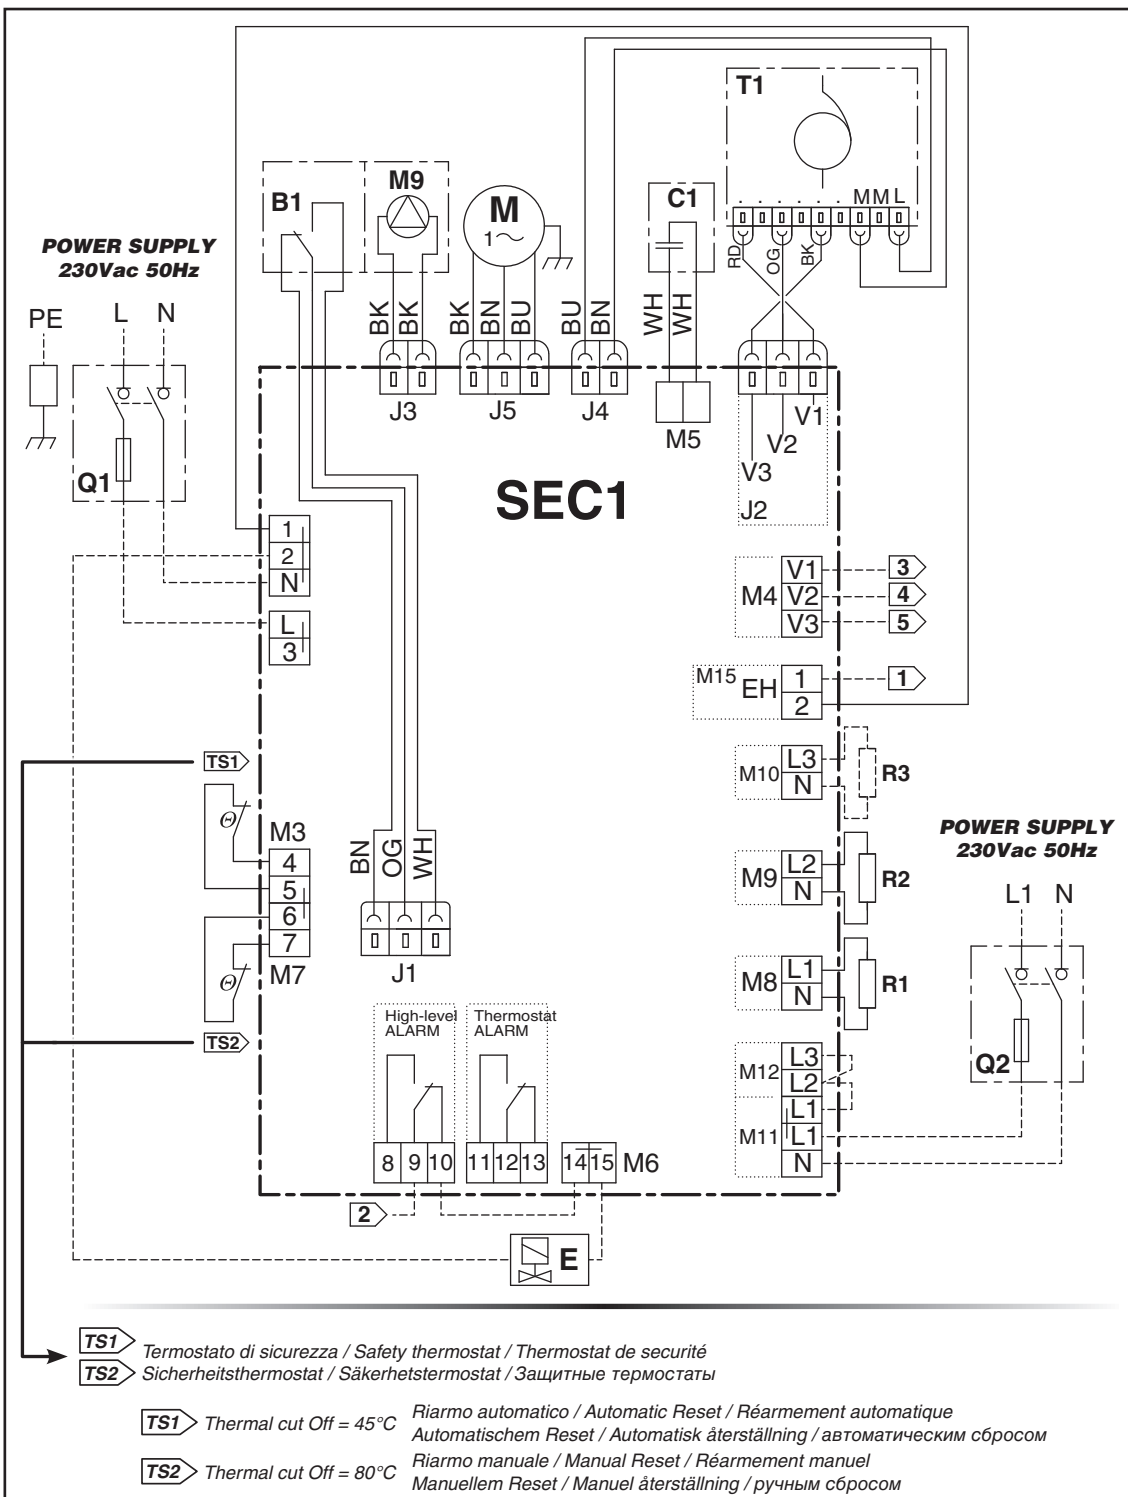 T1
M9
B1
M
1~
C1
. . . . . . M M L
POWER SUPPLY
230Vac 50Hz
RD
OG
BK
PE
L
N
BK
BK
BK
BN
BU
BU
BN
WH
WH
J3
J5
J4
M5
V1
V2
V3
J2
Q1
SEC1
1
2
N
L
3
M4
V1
V2
V3
3
4
5
M15
EH
1
2
1
TS1
M10
L3
N
R3
POWER SUPPLY
230Vac 50Hz
Θ
M3
4
5
6
7
M7
Θ
TS2
BN
OG
WH
J1
M9
L2
N
R2
L1
N
M8
L1
N
R1
Q2
High-level
ALARM
Thermostat
ALARM
M12
L3
L2
M11
L1
L1
N
8 9 10 11 12 13 14 15 M6
2
E
TS1
Termostato di sicurezza / Safety thermostat / Thermostat de securité
TS2
Sicherheitsthermostat / Säkerhetstermostat / Защитные термостаты
TS1 Thermal cut Off = 45°C
Riarmo automatico / Automatic Reset / Réarmement automatique
Automatischem Reset / Automatisk återställning / автоматическим сбросом
TS2 Thermal cut Off = 80°C
Riarmo manuale / Manual Reset / Réarmement manuel
Manuellem Reset / Manuel återställning / ручным сбросом